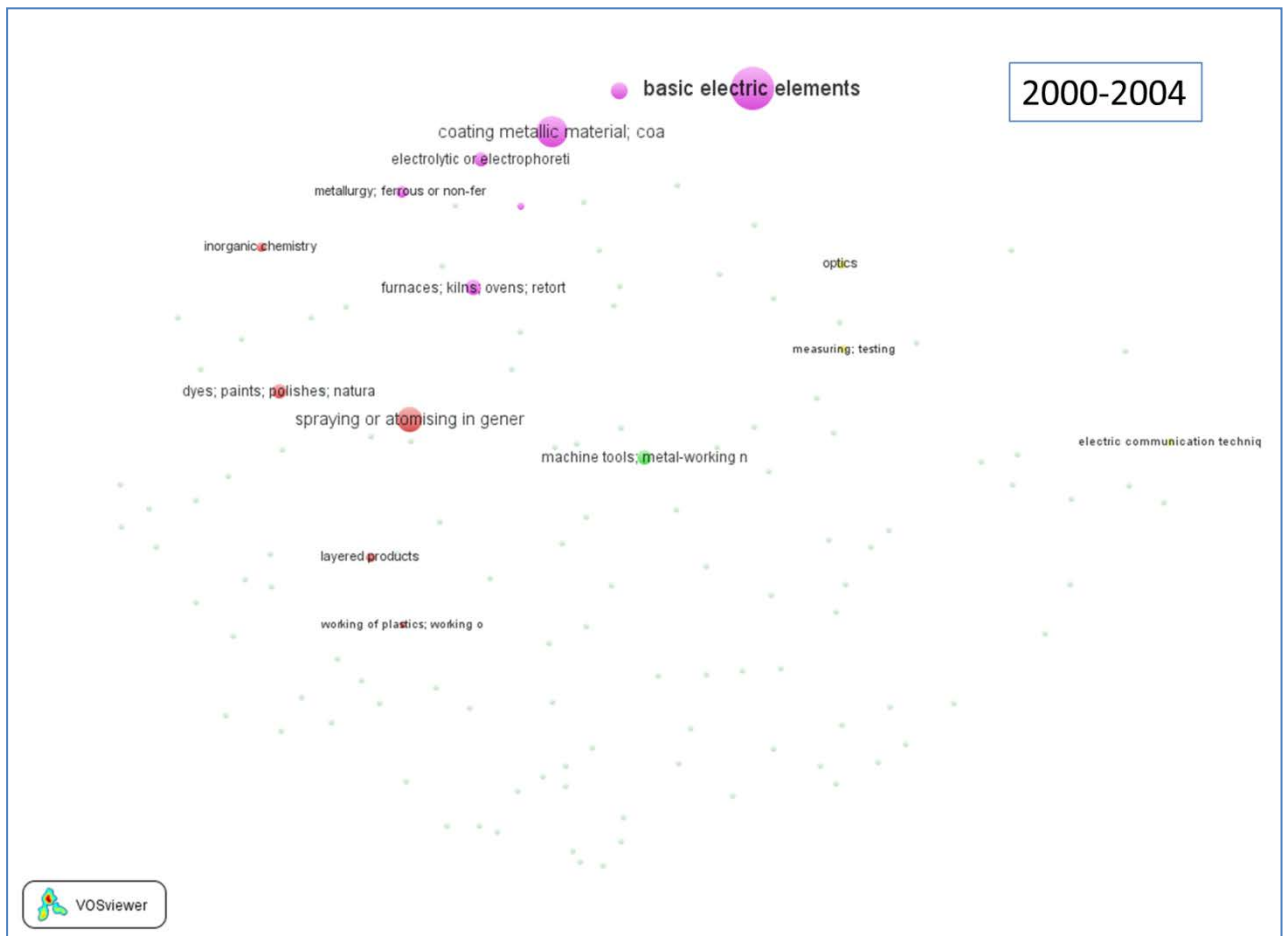 basic electric elements
2000-2004
coating metallic material; coa
electrolytic or electrophoreti
metallurgy; ferrous or non-fer
inorganic chemistry
optics
furnaces; kilns; ovens; retort
measuring; testing
dyes; paints; polishes; natura
spraying or atomising in gener
electric communication techniq
machine tools; metal-working n
layered products
working of plastics; working o
VOSviewer